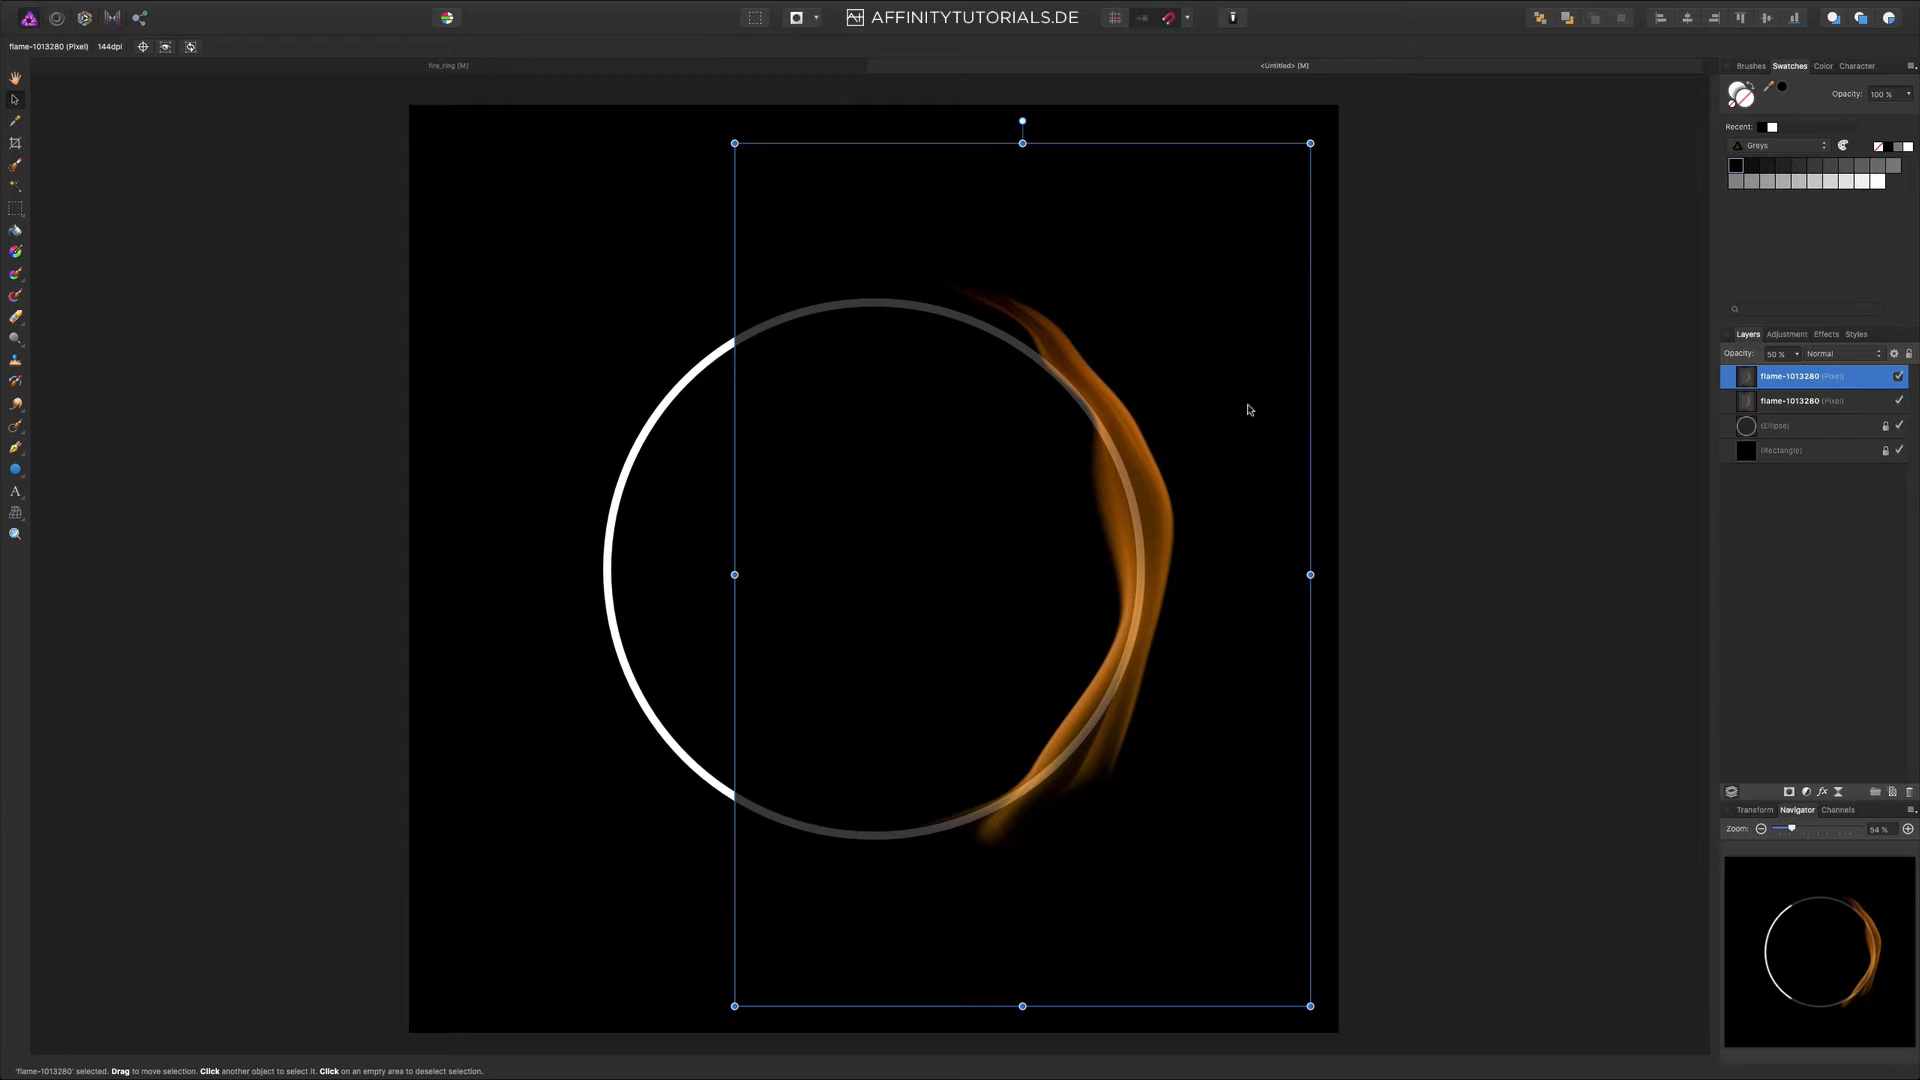 AFFINITYTUTORIALS.DE
flame-1013280 (Pixel)
144dpi
fire_ring [M]
<Untitled> [M]
Brushes
Swatches
Color
Character
Opacity:
100 %
Recent:
Greys
Layers
Adjustment
Effects
Styles
Opacity:
50 %
Normal
flame-1013280 (Pixel)
flame-1013280 (Pixel)
(Ellipse)
(Rectangle)
Transform
Navigator
Channels
Zoom:
54 %
'flame-1013280' selected. Drag to move selection. Click another object to select it. Click on an empty area to deselect selection.